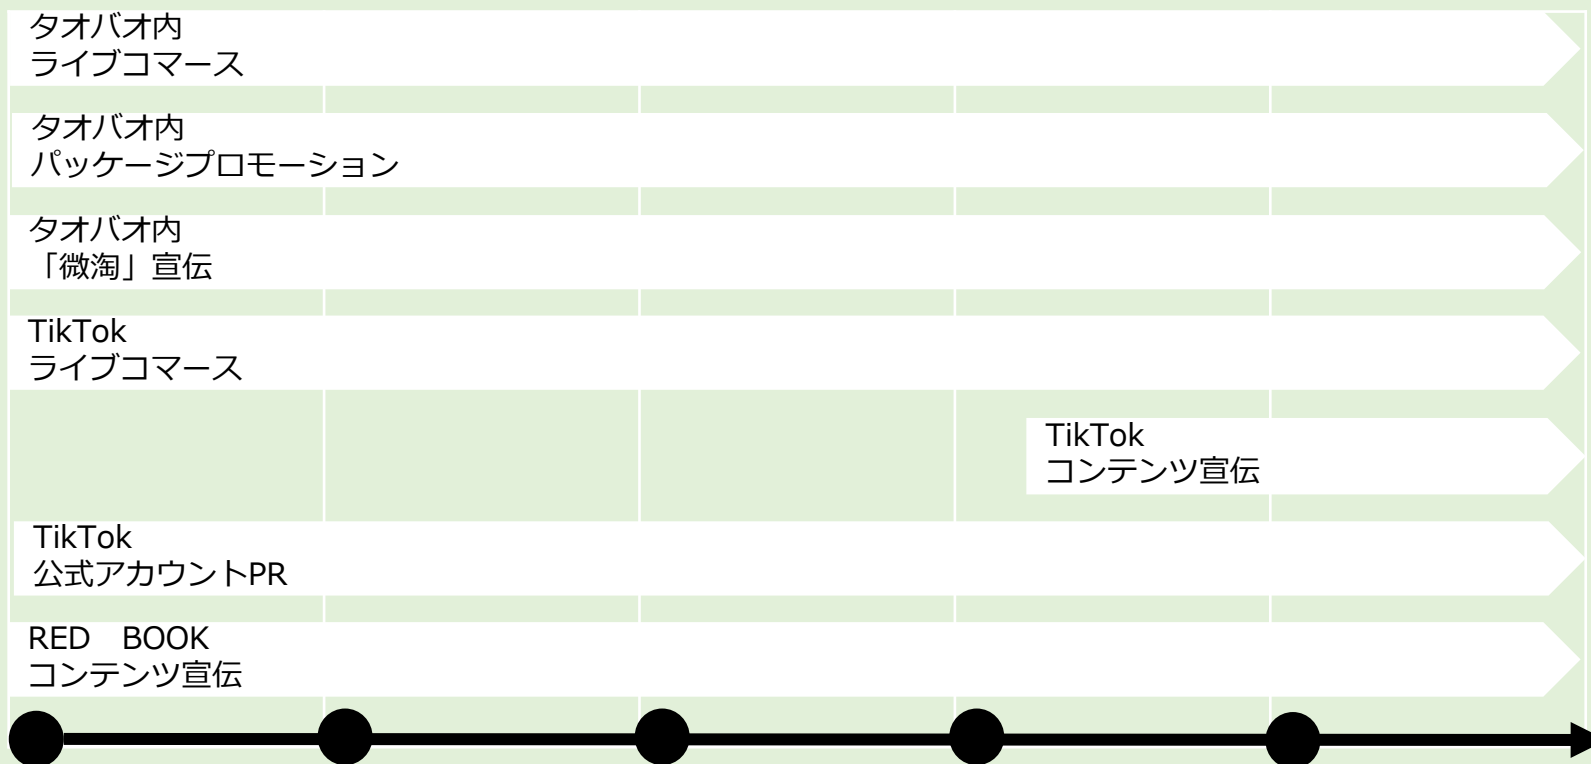 タオバオ内
ライブコマース
タオバオ内
パッケージプロモーション
タオバオ内
「微淘」宣伝
TikTok
ライブコマース
TikTok
コンテンツ宣伝
TikTok
公式アカウントPR
RED　BOOK
コンテンツ宣伝